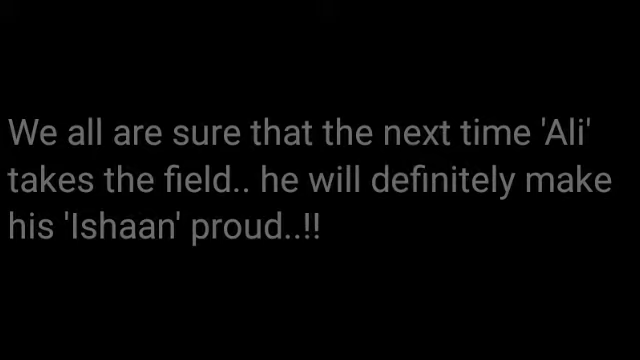 We all are sure that the next time 'Ali'
takes the field.. he will definitely make
his 'Ishaan' proud..!!